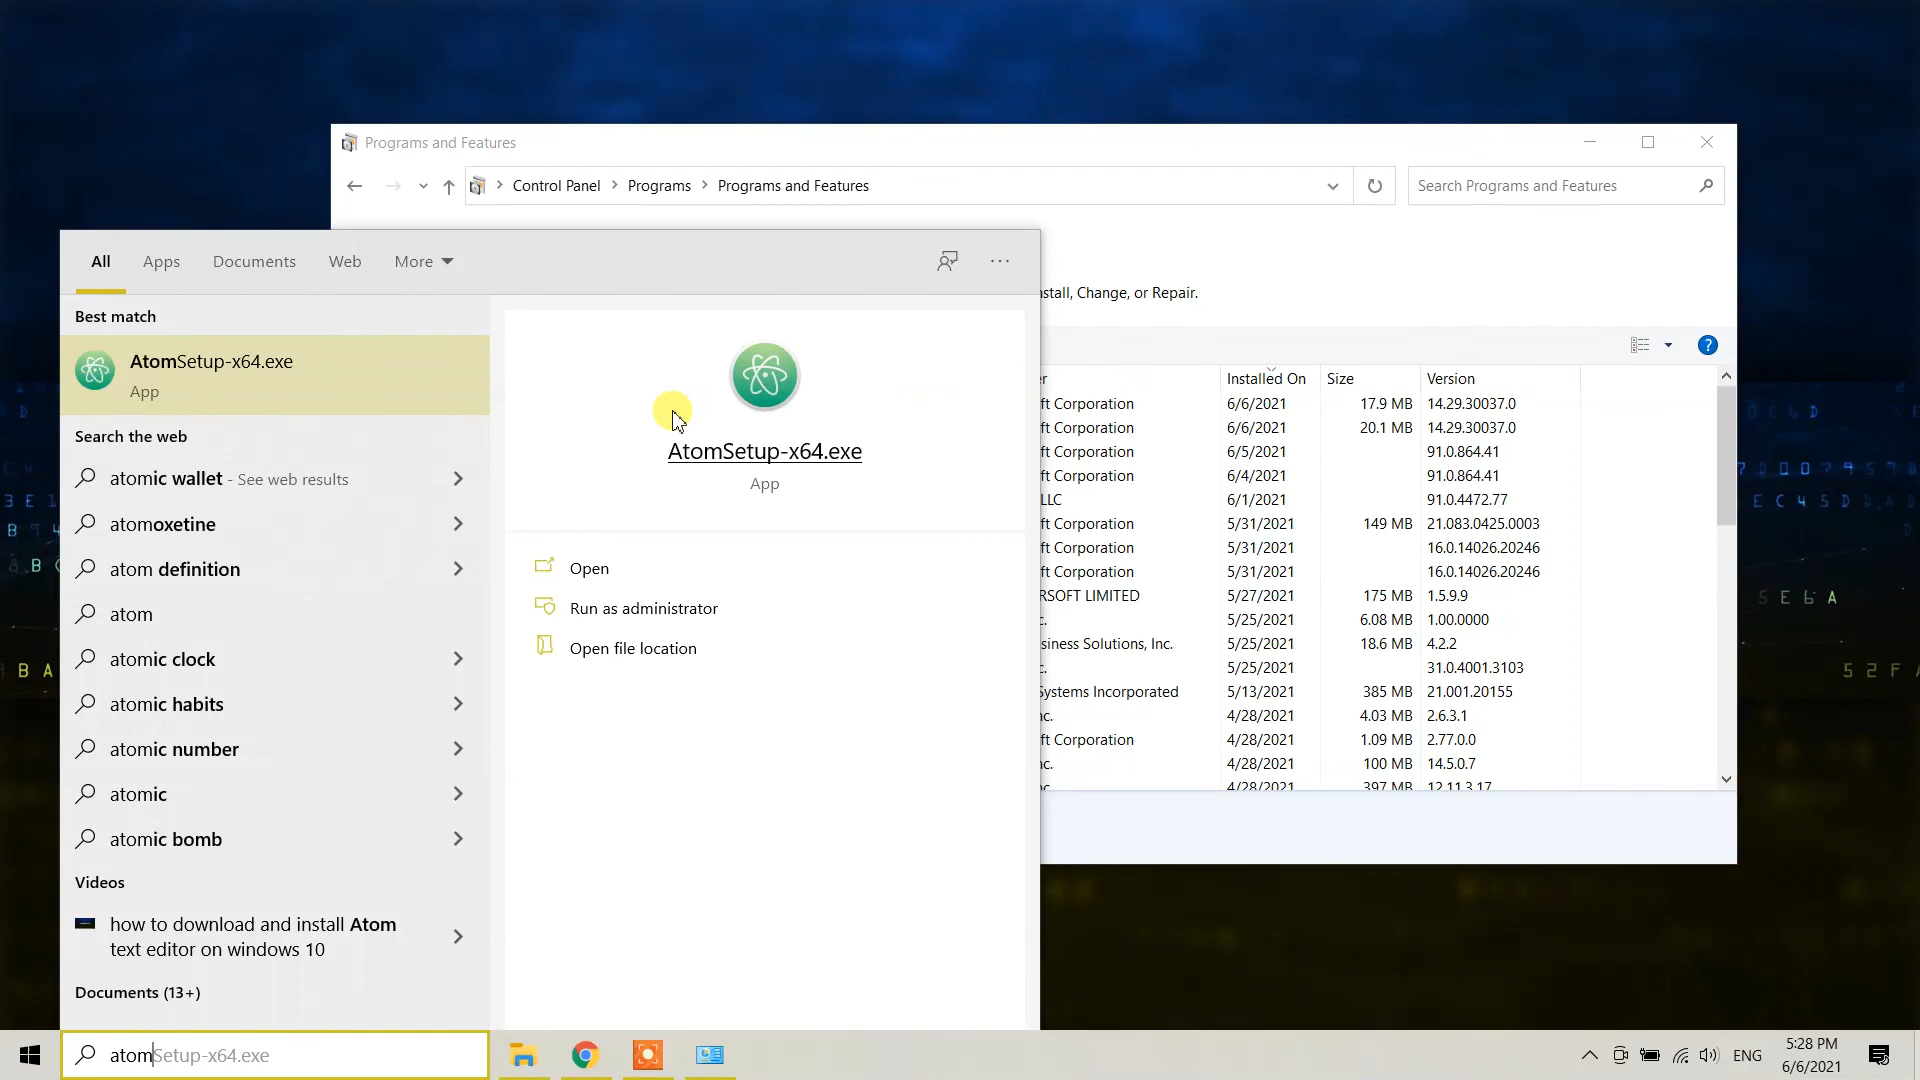 Programs and Features
Control Panel > Programs > Programs and Features
Search Programs and Features
stall, Change, or Repair.
All Apps Documents Web More
Best match
AtomSetup-x64.exe
App
Search the web
atomic wallet - See web results
atomoxetine
atom definition
atom
atomic clock
atomic habits
atomic number
atomic
atomic bomb
Videos
how to download and install Atom
text editor on windows 10
Documents (13+)
atomSetup-x64.exe
AtomSetup-x64.exe
App
Open
Run as administrator
Open file location
er Installed On Size Version
ft Corporation 6/6/2021 17.9 MB 14.29.30037.0
ft Corporation 6/6/2021 20.1 MB 14.29.30037.0
ft Corporation 6/5/2021 91.0.864.41
ft Corporation 6/4/2021 91.0.864.41
LLC 6/1/2021 91.0.4472.77
ft Corporation 5/31/2021 149 MB 21.083.0425.0003
ft Corporation 5/31/2021 16.0.14026.20246
ft Corporation 5/31/2021 16.0.14026.20246
RSOFT LIMITED 5/27/2021 175 MB 1.5.9.9
c. 5/25/2021 6.08 MB 1.00.0000
siness Solutions, Inc. 5/25/2021 18.6 MB 4.2.2
c. 5/25/2021 31.0.4001.3103
Systems Incorporated 5/13/2021 385 MB 21.001.20155
nc. 4/28/2021 4.03 MB 2.6.3.1
ft Corporation 4/28/2021 1.09 MB 2.77.0.0
nc. 4/28/2021 100 MB 14.5.0.7
nc. 4/28/2021 397 MB 12.11.3.17
ENG
5:28 PM
6/6/2021